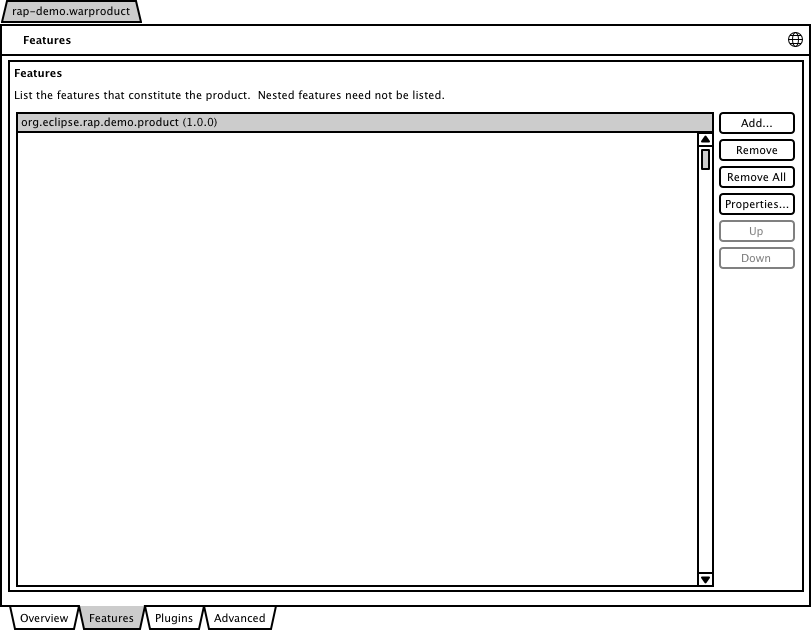 rap-demo.warproduct
Features
Features
List the features that constitute the product.  Nested features need not be listed.
org.eclipse.rap.demo.product (1.0.0)
Add...
Remove
Remove All
Properties...
Up
Down
Overview
Features
Plugins
Advanced